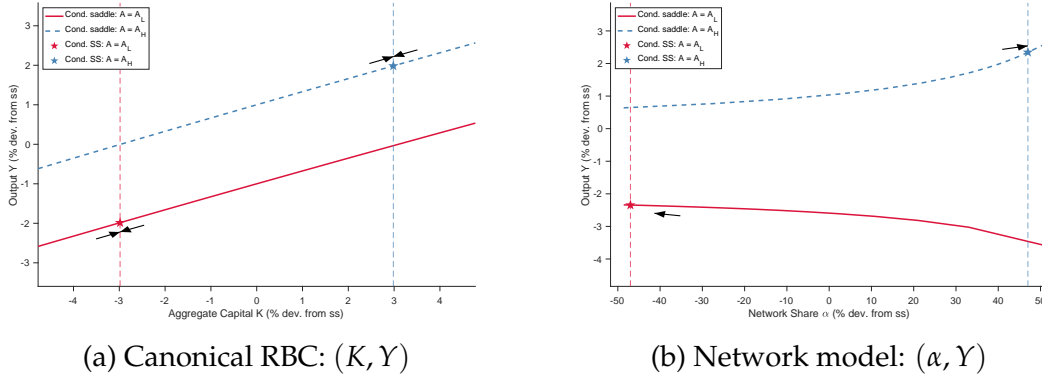 Cond. saddle: A = A_L
Cond. saddle: A = A_H
Cond. SS: A = A_L
Cond. SS: A = A_H
Output Y (% dev. from ss)
3
2
1
0
-1
-2
-3
-4
-3
-2
-1
0
1
2
3
4
Aggregate Capital K (% dev. from ss)
(a) Canonical RBC: (K, Y)
Cond. saddle: A = A_L
Cond. saddle: A = A_H
Cond. SS: A = A_L
Cond. SS: A = A_H
Output Y (% dev. from ss)
3
2
1
0
-1
-2
-3
-4
-50
-40
-30
-20
-10
0
10
20
30
40
50
Network Share α (% dev. from ss)
(b) Network model: (α, Y)